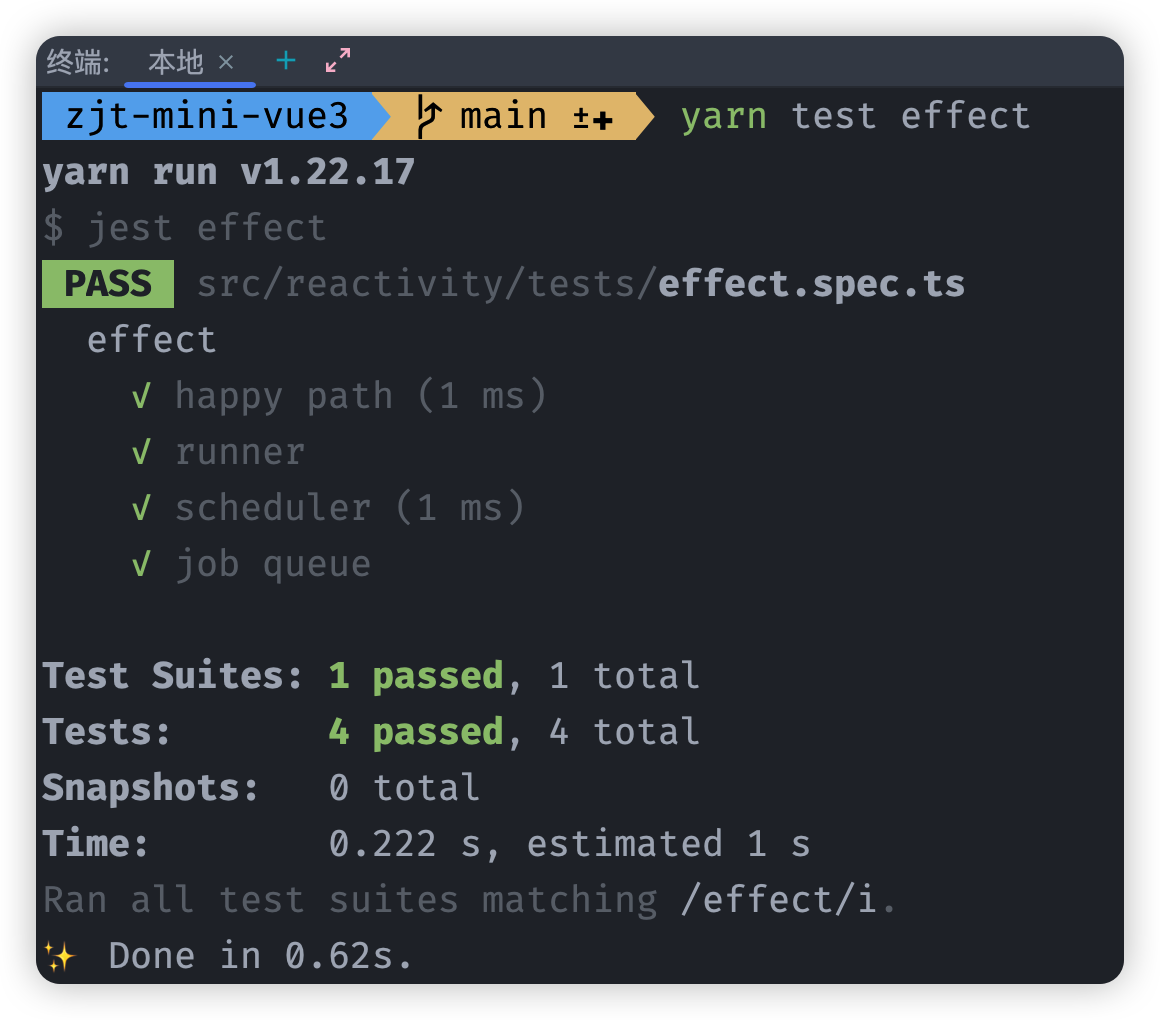 终端: 本地 × +
zjt-mini-vue3 main ±✚ yarn test effect
yarn run v1.22.17
$ jest effect
PASS src/reactivity/tests/effect.spec.ts
effect
√ happy path (1 ms)
√ runner
√ scheduler (1 ms)
√ job queue
Test Suites: 1 passed, 1 total
Tests: 4 passed, 4 total
Snapshots: 0 total
Time: 0.222 s, estimated 1 s
Ran all test suites matching /effect/i.
✨ Done in 0.62s.